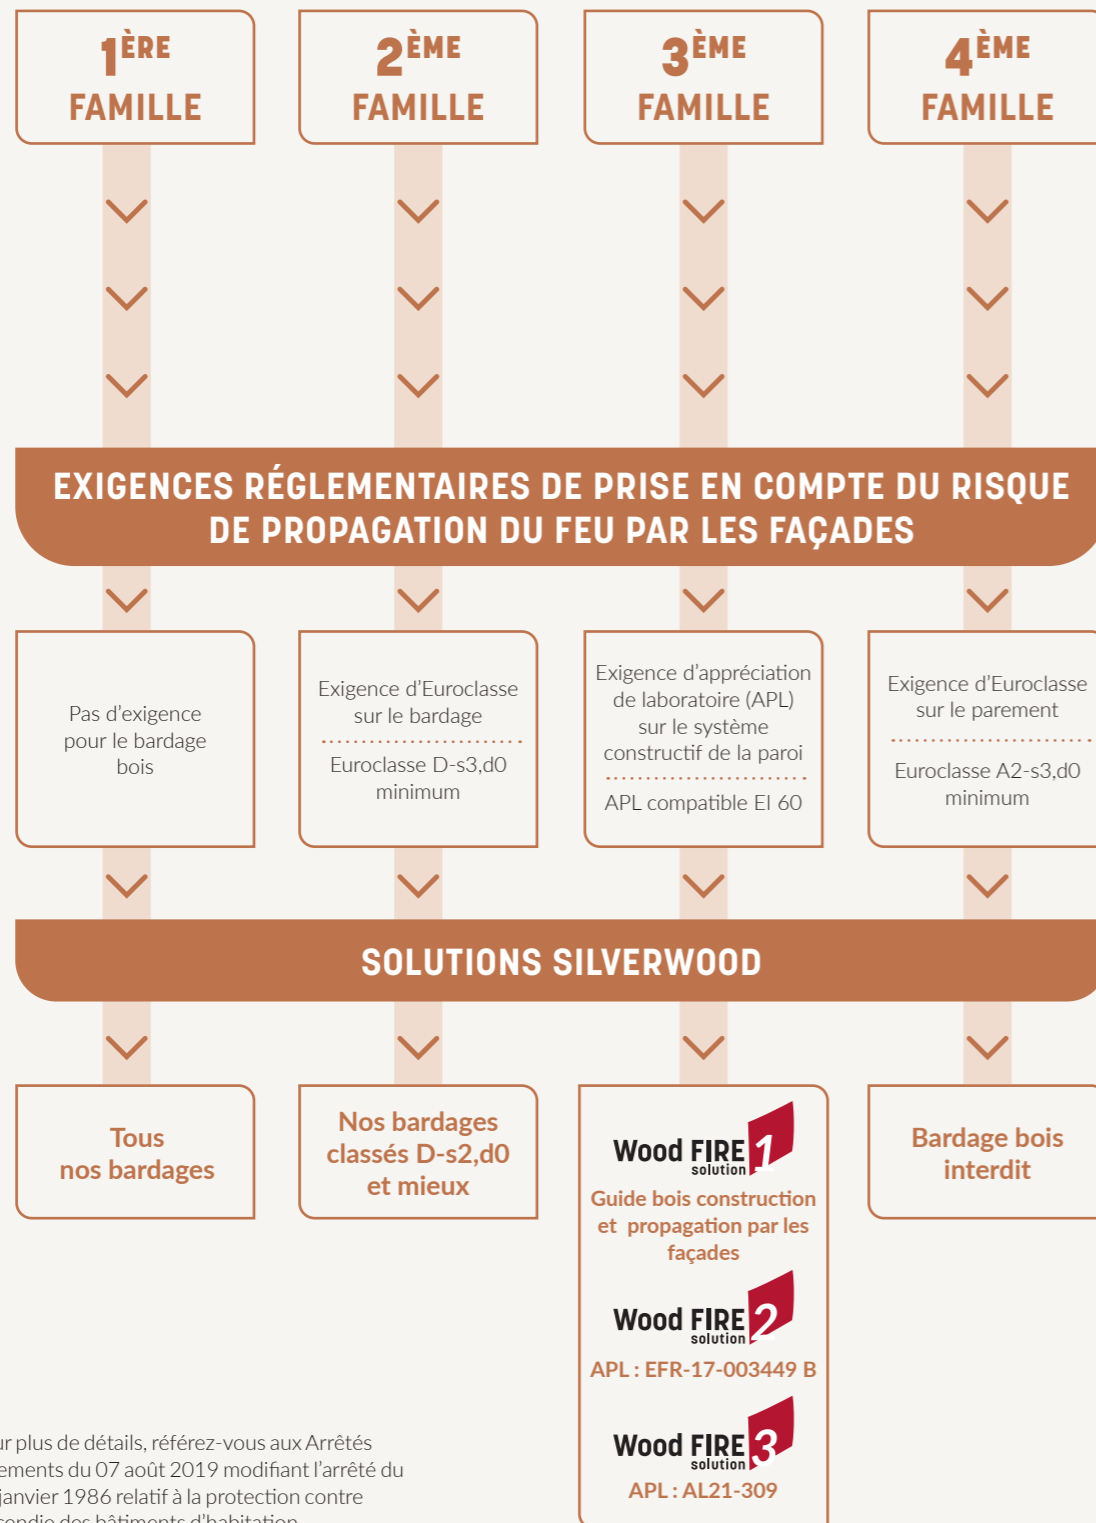 1ÈRE
FAMILLE
2ÈME
FAMILLE
3ÈME
FAMILLE
4ÈME
FAMILLE
EXIGENCES RÉGLEMENTAIRES DE PRISE EN COMPTE DU RISQUE
DE PROPAGATION DU FEU PAR LES FAÇADES
Pas d'exigence
pour le bardage
bois
Exigence d'Euroclasse
sur le bardage
Euroclasse D-s3,d0
minimum
Exigence d'appréciation
de laboratoire (APL)
sur le système
constructif de la paroi
APL compatible EI 60
Exigence d'Euroclasse
sur le parement
Euroclasse A2-s3,d0
minimum
SOLUTIONS SILVERWOOD
Tous
nos bardages
Nos bardages
classés D-s2,d0
et mieux
Wood FIRE 1
solution
Guide bois construction
et propagation par les
façades
Wood FIRE 2
solution
APL : EFR-17-003449 B
Wood FIRE 3
solution
APL : AL21-309
Bardage bois
interdit
plus de détails, référez-vous aux Arrêtés
du 07 août 2019 modifiant l'arrêté du
janvier 1986 relatif à la protection contre
des bâtiments d'habitation